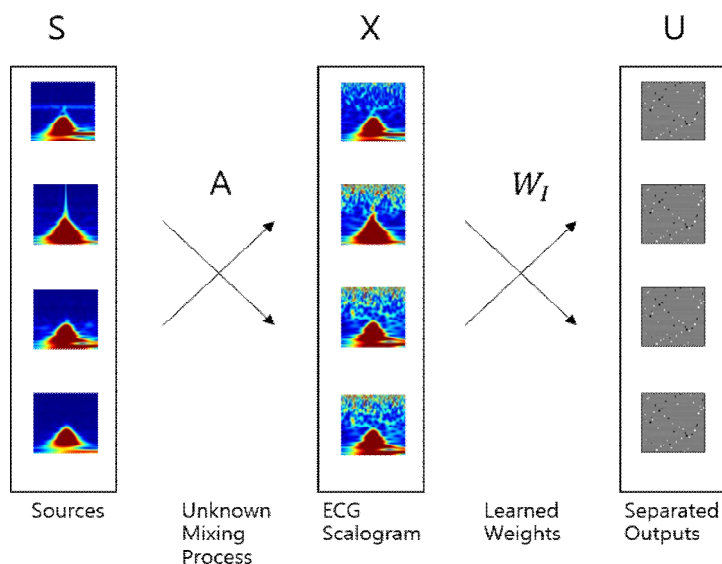 S
X
U
A
W_I
Sources
Unknown
Mixing
Process
ECG
Scalogram
Learned
Weights
Separated
Outputs